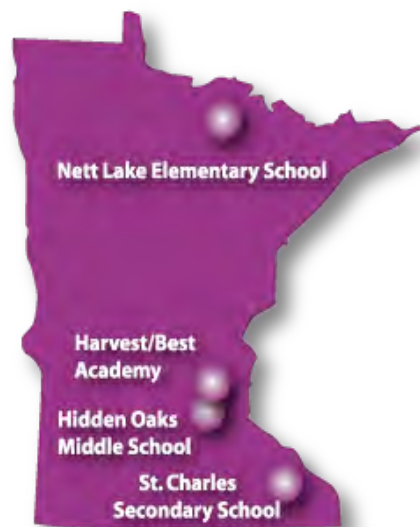 Nett Lake Elementary School
Harvest/Best
Academy
Hidden Oaks
Middle School
St. Charles
Secondary School